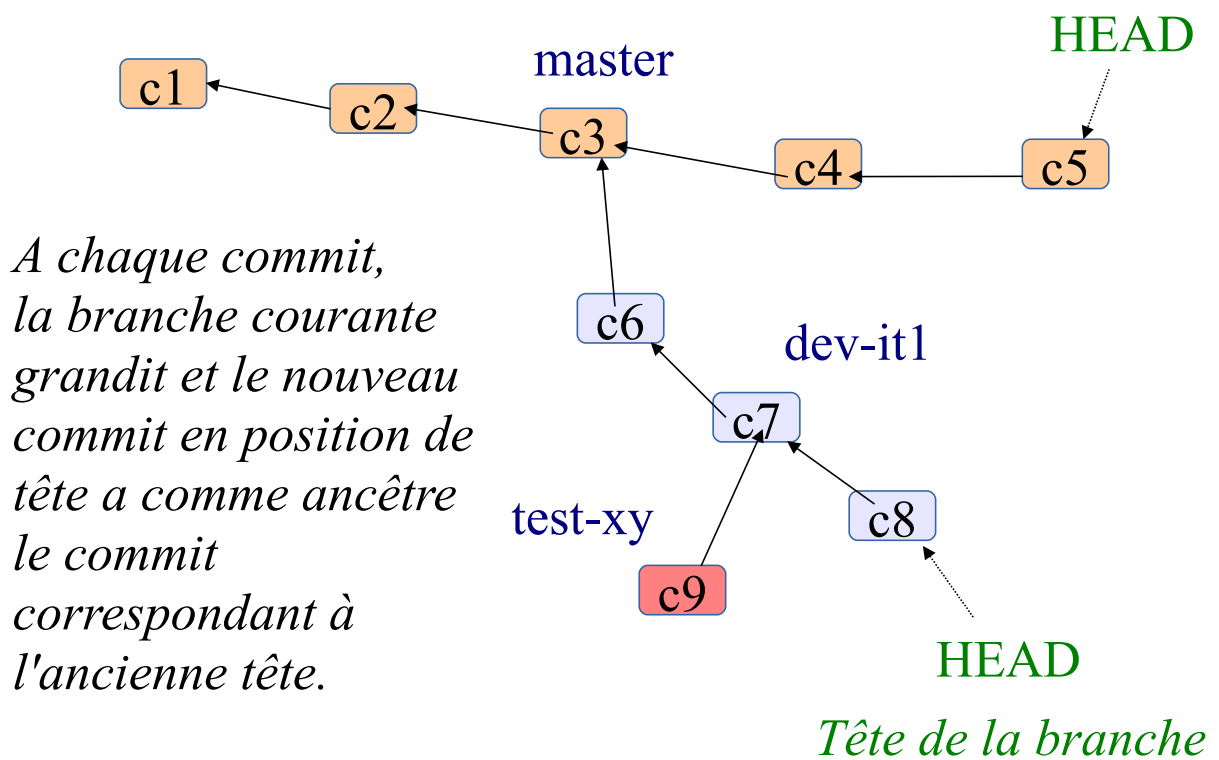 HEAD
master
c1
c2
c3
c4
c5
A chaque commit,
la branche courante
grandit et le nouveau
commit en position de
tête a comme ancêtre
le commit
correspondant à
l'ancienne tête.
c6
dev-it1
c7
test-xy
c8
c9
HEAD
Tête de la branche